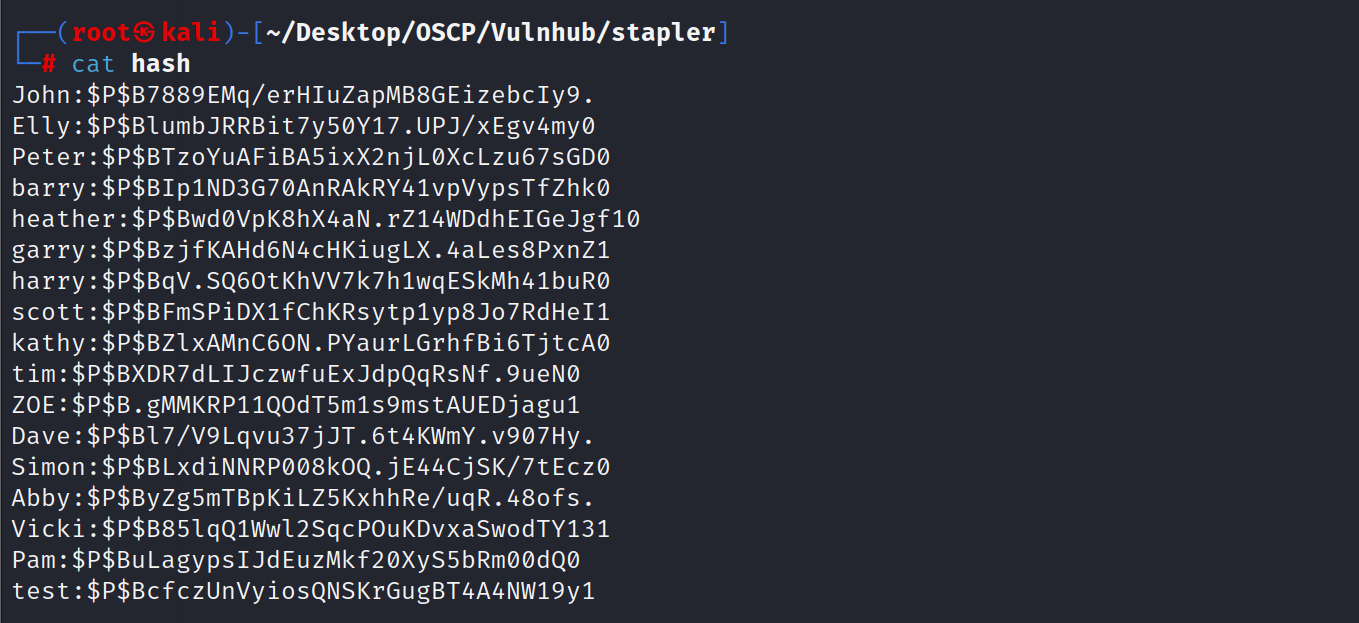 ┌──(root㉿kali)-[~/Desktop/OSCP/Vulnhub/stapler]
└─# cat hash
John:$P$B7889EMq/erHIuZapMB8GEizebcIy9.
Elly:$P$BlumbJRRBit7y50Y17.UPJ/xEgv4my0
Peter:$P$BTzoYuAFiBA5ixX2njL0XcLzu67sGD0
barry:$P$BIp1ND3G70AnRAkRY41vpVypsTfZhk0
heather:$P$Bwd0VpK8hX4aN.rZ14WDdhEIGeJgf10
garry:$P$BzjfKAHd6N4cHKiugLX.4aLes8PxnZ1
harry:$P$BqV.SQ6OtKhVV7k7h1wqESkMh41buR0
scott:$P$BFmSPiDX1fChKRsytp1yp8Jo7RdHeI1
kathy:$P$BZlxAMnC6ON.PYaurLGrhfBi6TjtcA0
tim:$P$BXDR7dLIJczwfuExJdpQqRsNf.9ueN0
ZOE:$P$B.gMMKRP11QOdT5m1s9mstAUEDjagu1
Dave:$P$Bl7/V9Lqvu37jJT.6t4KWmY.v907Hy.
Simon:$P$BLxdiNNRP008kOQ.jE44CjSK/7tEcz0
Abby:$P$ByZg5mTBpKiLZ5KxhhRe/uqR.48ofs.
Vicki:$P$B85lqQ1Wwl2SqcPOuKDvxaSwodTY131
Pam:$P$BuLagypsIJdEuzMkf20XyS5bRm00dQ0
test:$P$BcfczUnVyiosQNSKrGugBT4A4NW19y1